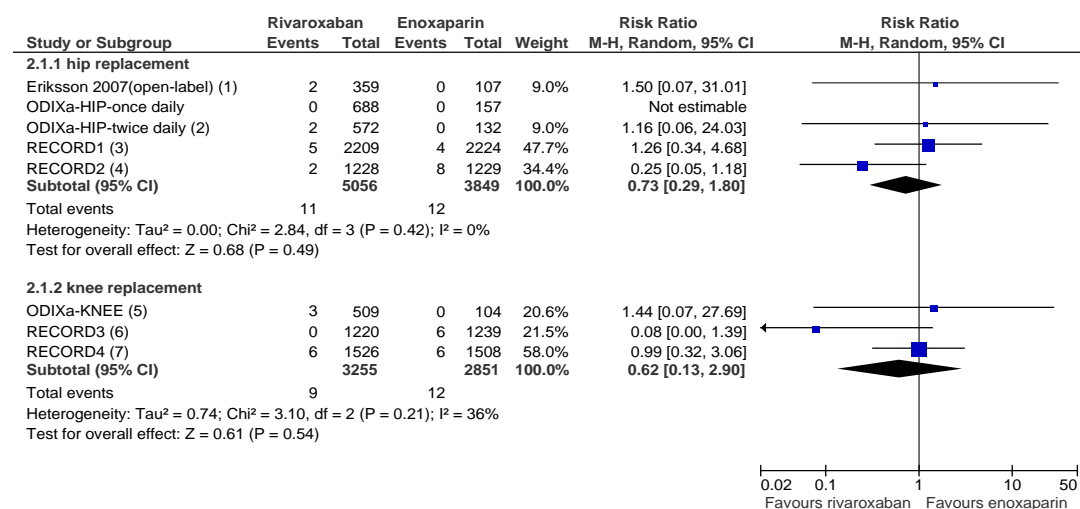 Rivaroxaban Enoxaparin Risk Ratio Risk Ratio
Study or Subgroup Events Total Events Total Weight M-H, Random, 95% CI M-H, Random, 95% CI
2.1.1 hip replacement
Eriksson 2007(open-label) (1) 2 359 0 107 9.0% 1.50 [0.07, 31.01]
ODIXa-HIP-once daily 0 688 0 157 Not estimable
ODIXa-HIP-twice daily (2) 2 572 0 132 9.0% 1.16 [0.06, 24.03]
RECORD1 (3) 5 2209 4 2224 47.7% 1.26 [0.34, 4.68]
RECORD2 (4) 2 1228 8 1229 34.4% 0.25 [0.05, 1.18]
Subtotal (95% CI) 5056 3849 100.0% 0.73 [0.29, 1.80]
Total events 11 12
Heterogeneity: Tau² = 0.00; Chi² = 2.84, df = 3 (P = 0.42); I² = 0%
Test for overall effect: Z = 0.68 (P = 0.49)
2.1.2 knee replacement
ODIXa-KNEE (5) 3 509 0 104 20.6% 1.44 [0.07, 27.69]
RECORD3 (6) 0 1220 6 1239 21.5% 0.08 [0.00, 1.39]
RECORD4 (7) 6 1526 6 1508 58.0% 0.99 [0.32, 3.06]
Subtotal (95% CI) 3255 2851 100.0% 0.62 [0.13, 2.90]
Total events 9 12
Heterogeneity: Tau² = 0.74; Chi² = 3.10, df = 2 (P = 0.21); I² = 36%
Test for overall effect: Z = 0.61 (P = 0.54)
0.02 0.1 1 10 50
Favours rivaroxaban Favours enoxaparin